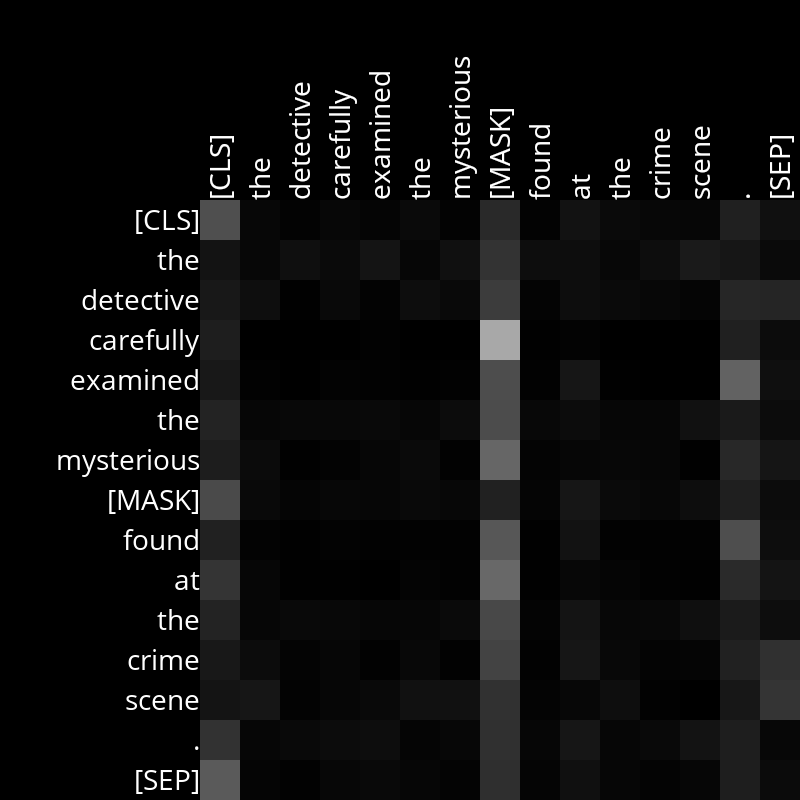 [CLS]
the
detective
carefully
examined
the
mysterious
[MASK]
found
at
the
crime
scene
.
[SEP]
[CLS]
the
detective
carefully
examined
the
mysterious
[MASK]
found
at
the
crime
scene
.
[SEP]